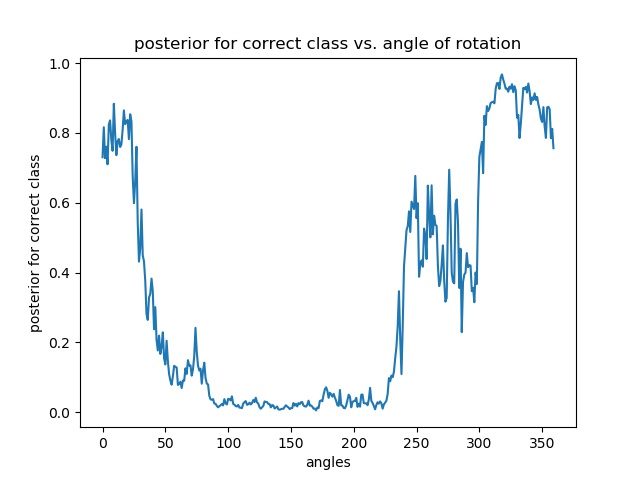 posterior for correct class vs. angle of rotation
1.0
0.8
0.6
0.4
0.2
0.0
posterior for correct class
0 50 100 150 200 250 300 350
angles